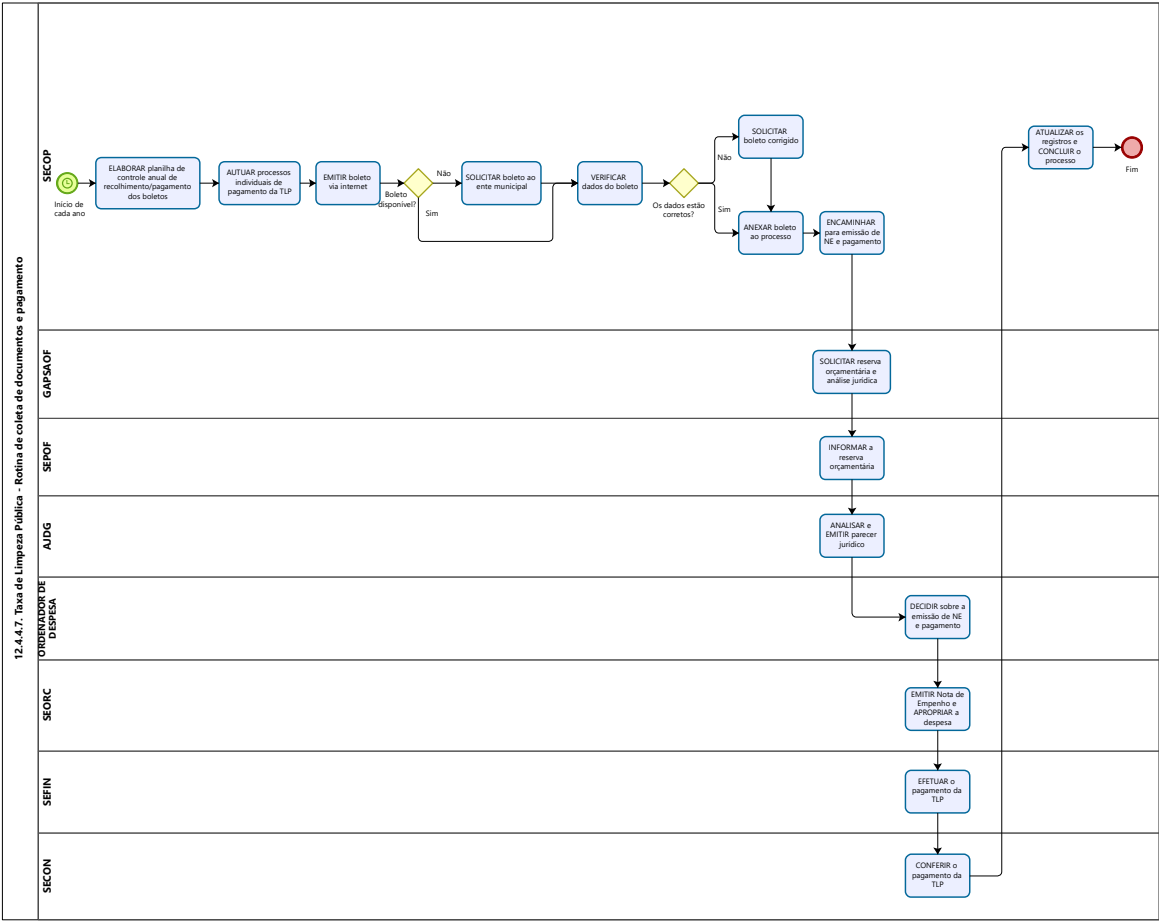 12.4.4.7. Taxa de Limpeza Pública - Rotina de coleta de documentos e pagamento
SECOP
Início de
cada ano
ELABORAR planilha de
controle anual de
recolhimento/pagamento
dos boletos
AUTUAR processos
individuais de
pagamento da TLP
EMITIR boleto
via internet
Boleto
disponível?
Não
Sim
SOLICITAR boleto ao
ente municipal
VERIFICAR
dados do boleto
Os dados estão
corretos?
Não
Sim
SOLICITAR
boleto corrigido
ANEXAR boleto
ao processo
ENCAMINHAR
para emissão de
NE e pagamento
ATUALIZAR os
registros e
CONCLUIR o
processo
Fim
GAPSAOF
SOLICITAR reserva
orçamentária e
análise jurídica
SEPOF
INFORMAR a
reserva
orçamentária
AJDG
ANALISAR e
EMITIR parecer
jurídico
ORDENADOR DE
DESPESA
DECIDIR sobre a
emissão de NE
e pagamento
SEORC
EMITIR Nota de
Empenho e
APROPRIAR a
despesa
SEFIN
EFETUAR o
pagamento da
TLP
SECON
CONFERIR o
pagamento da
TLP